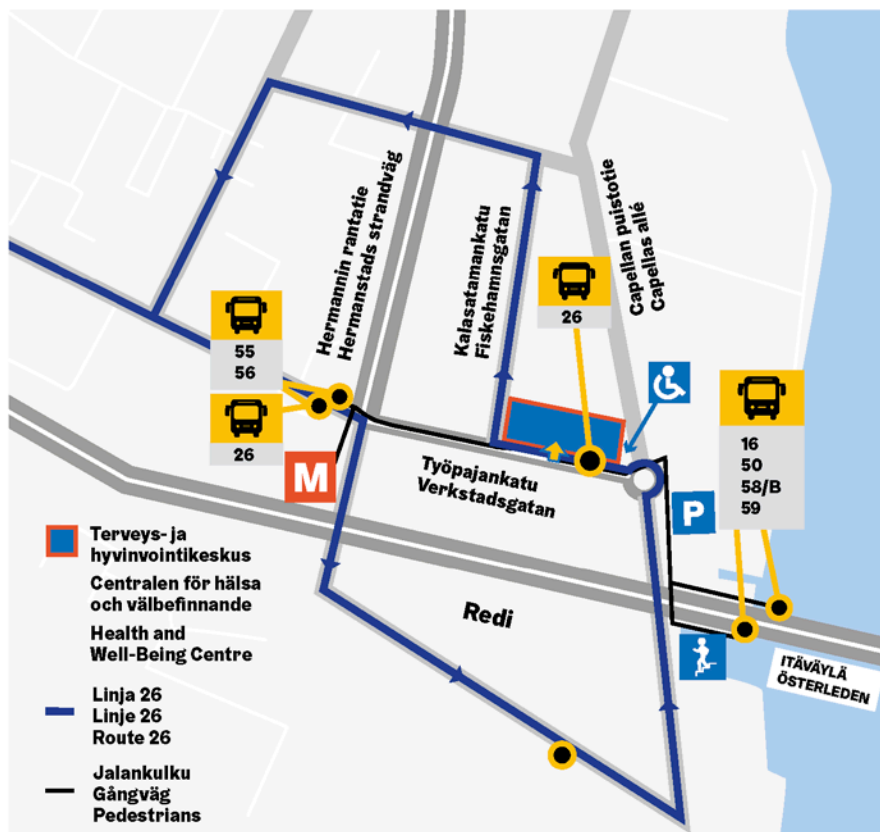 Hermannin rantatie
Hermanstads strandväg
Kalasatamankatu
Fiskehamnsgatan
Capellan puistotie
Capellas allé
26
55
56
26
M
Työpajankatu
Verkstadsgatan
P
16
50
58/B
59
Redi
ITÄVÄYLÄ
ÖSTERLEDEN
Terveys- ja
hyvinvointikeskus
Centralen för hälsa
och välbefinnande
Health and
Well-Being Centre
Linja 26
Linje 26
Route 26
Jalankulku
Gångväg
Pedestrians